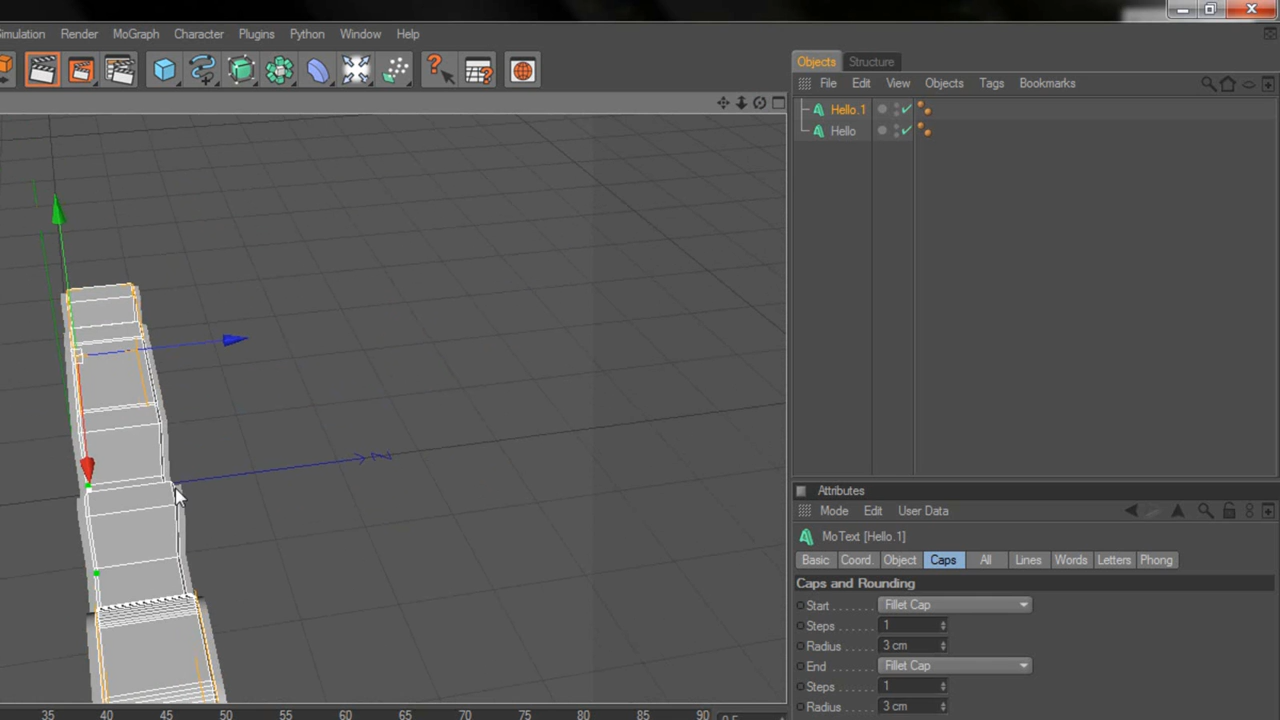 Simulation Render MoGraph Character Plugins Python Window Help
Objects Structure
File Edit View Objects Tags Bookmarks
Hello.1
Hello
Z
Attributes
Mode Edit User Data
MoText [Hello.1]
Basic Coord. Object Caps All Lines Words Letters Phong
Caps and Rounding
Start Fillet Cap
Steps 1
Radius 3 cm
End Fillet Cap
Steps 1
Radius 3 cm
35 40 45 50 55 60 65 70 75 80 85 90